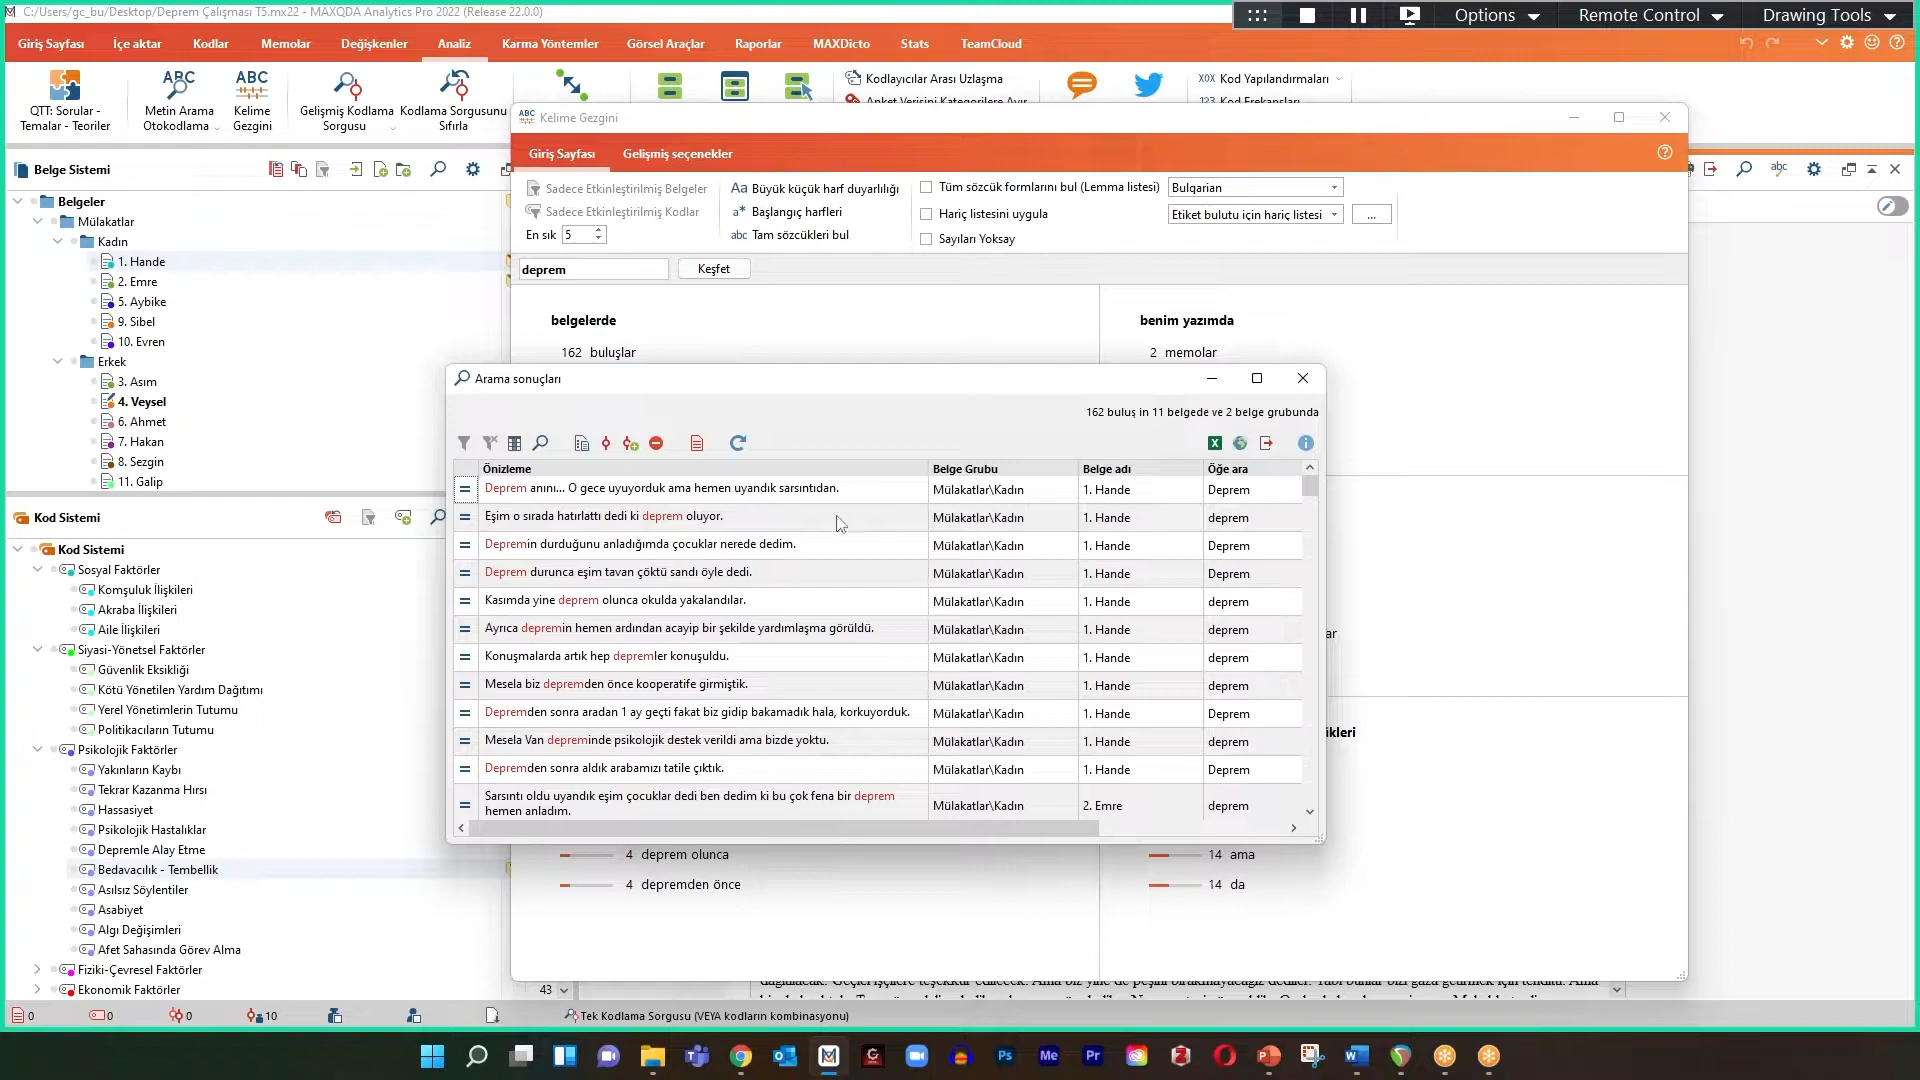 C:/Users/gc_bu/Desktop/Deprem Çalışması T5.mx22 - MAXQDA Analytics Pro 2022 (Release 22.0.0)
Options
Remote Control
Drawing Tools
Giriş Sayfası
İçe aktar
Kodlar
Memolar
Değişkenler
Analiz
Karma Yöntemler
Görsel Araçlar
Raporlar
MAXDicto
Stats
TeamCloud
QTT: Sorular -
Temalar - Teoriler
ABC
Metin Arama
Otokodlama
ABC
Kelime
Gezgini
Gelişmiş Kodlama
Sorgusu
Kodlama Sorgusunu
Sıfırla
Kodlayıcılar Arası Uzlaşma
Anket Verisini Kategorilere Ayır
Kod Yapılandırmaları
Kod Frekansları
ABC Kelime Gezgini
Giriş Sayfası
Gelişmiş seçenekler
Sadece Etkinleştirilmiş Belgeler
Sadece Etkinleştirilmiş Kodlar
En sık 5
Aa Büyük küçük harf duyarlılığı
a* Başlangıç harfleri
abc Tam sözcükleri bul
Tüm sözcük formlarını bul (Lemma listesi)
Bulgarian
Hariç listesini uygula
Etiket bulutu için hariç listesi
...
Sayıları Yoksay
deprem
Keşfet
belgelerde
162 buluşlar
benim yazımda
2 memolar
Belge Sistemi
abc
Belgeler
Mülakatlar
Kadın
1. Hande
2. Emre
5. Aybike
9. Sibel
10. Evren
Erkek
3. Asım
4. Veysel
6. Ahmet
7. Hakan
8. Sezgin
11. Galip
Arama sonuçları
162 buluş in 11 belgede ve 2 belge grubunda
Önizleme
Belge Grubu
Belge adı
Öğe ara
Deprem anını... O gece uyuyorduk ama hemen uyandık sarsıntıdan. Mülakatlar\Kadın 1. Hande Deprem
Eşim o sırada hatırlattı dedi ki deprem oluyor. Mülakatlar\Kadın 1. Hande deprem
Depremin durduğunu anladığımda çocuklar nerede dedim. Mülakatlar\Kadın 1. Hande Deprem
Deprem durunca eşim tavan çöktü sandı öyle dedi. Mülakatlar\Kadın 1. Hande Deprem
Kasımda yine deprem olunca okulda yakalandılar. Mülakatlar\Kadın 1. Hande deprem
Ayrıca depremin hemen ardından acayip bir şekilde yardımlaşma görüldü. Mülakatlar\Kadın 1. Hande deprem
Konuşmalarda artık hep depremler konuşuldu. Mülakatlar\Kadın 1. Hande deprem
Mesela biz depremden önce kooperatife girmiştik. Mülakatlar\Kadın 1. Hande deprem
Depremden sonra aradan 1 ay geçti fakat biz gidip bakamadık hala, korkuyorduk. Mülakatlar\Kadın 1. Hande Deprem
Mesela Van depreminde psikolojik destek verildi ama bizde yoktu. Mülakatlar\Kadın 1. Hande deprem
Depremden sonra aldık arabamızı tatile çıktık. Mülakatlar\Kadın 1. Hande Deprem
Sarsıntı oldu uyandık eşim çocuklar dedi ben dedim ki bu çok fena bir deprem
hemen anladım. Mülakatlar\Kadın 2. Emre deprem
4 deprem olunca
4 depremden önce
14 ama
14 da
Kod Sistemi
Kod Sistemi
Sosyal Faktörler
Komşuluk İlişkileri
Akraba İlişkileri
Aile İlişkileri
Siyasi-Yönetsel Faktörler
Güvenlik Eksikliği
Kötü Yönetilen Yardım Dağıtımı
Yerel Yönetimlerin Tutumu
Politikacıların Tutumu
Psikolojik Faktörler
Yakınların Kaybı
Tekrar Kazanma Hırsı
Hassasiyet
Psikolojik Hastalıklar
Depremle Alay Etme
Bedavacılık - Tembellik
Asılsız Söylentiler
Asabiyet
Algı Değişimleri
Afet Sahasında Görev Alma
Fiziki-Çevresel Faktörler
Ekonomik Faktörler
43
0
0
0
10
Tek Kodlama Sorgusu (VEYA kodların kombinasyonu)
Ps
Me
Pr